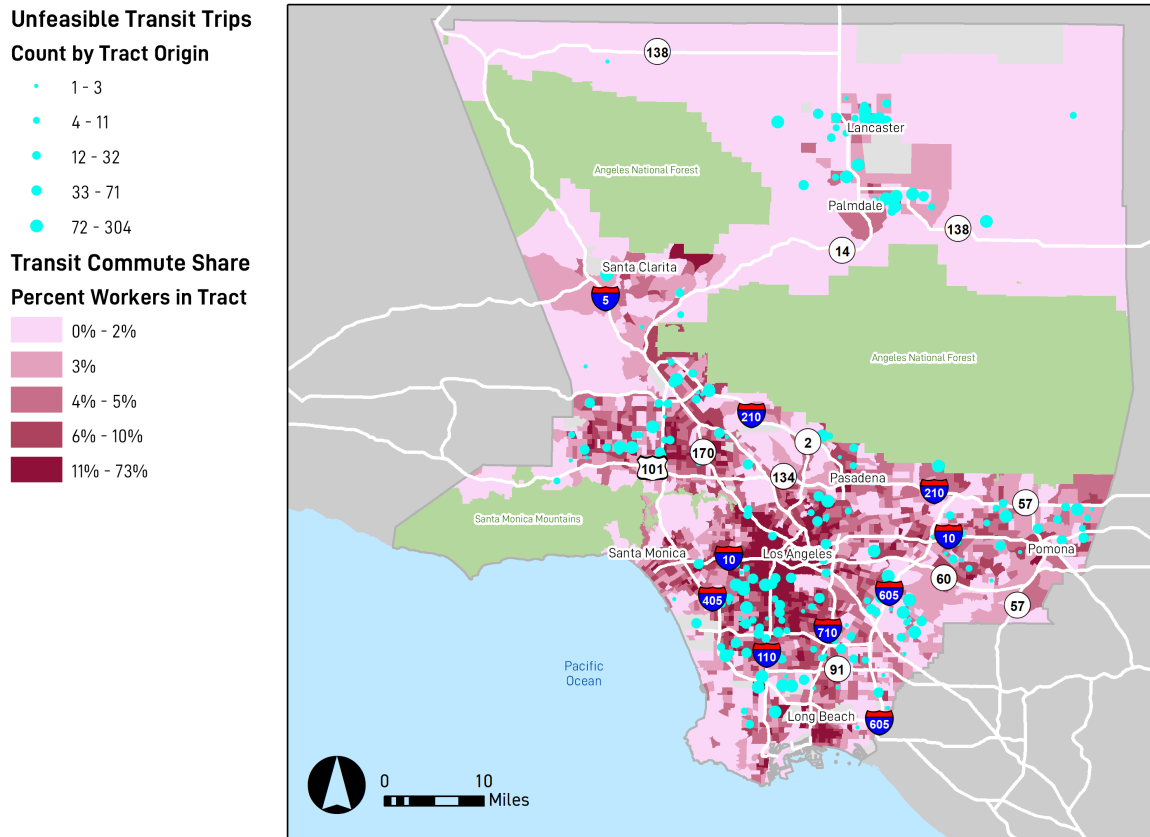 Unfeasible Transit Trips
Count by Tract Origin
1 - 3
4 - 11
12 - 32
33 - 71
72 - 304
Transit Commute Share
Percent Workers in Tract
0% - 2%
3%
4% - 5%
6% - 10%
11% - 73%
138
Lancaster
Angeles National Forest
Palmdale
138
14
Santa Clarita
5
Angeles National Forest
210
2
170
101
134
Pasadena
210
57
Santa Monica Mountains
10
Santa Monica
10
Los Angeles
Pomona
60
405
605
57
710
110
91
Pacific
Ocean
Long Beach
605
0
10
Miles